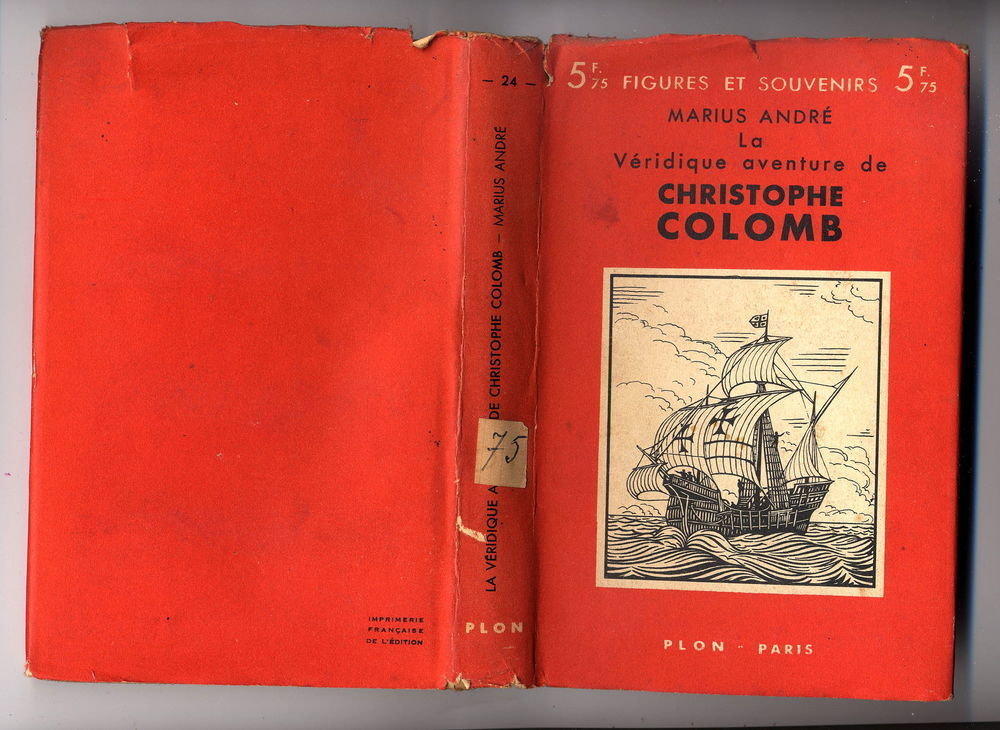 IMPRIMERIE
FRANÇAISE
DE L'ÉDITION
— 24 —
LA VÉRIDIQUE A DE CHRISTOPHE COLOMB — MARIUS ANDRÉ
75
PLON
5 F. 75 FIGURES ET SOUVENIRS 5 F. 75
MARIUS ANDRÉ
La
Véridique aventure de
CHRISTOPHE
COLOMB
PLON - PARIS